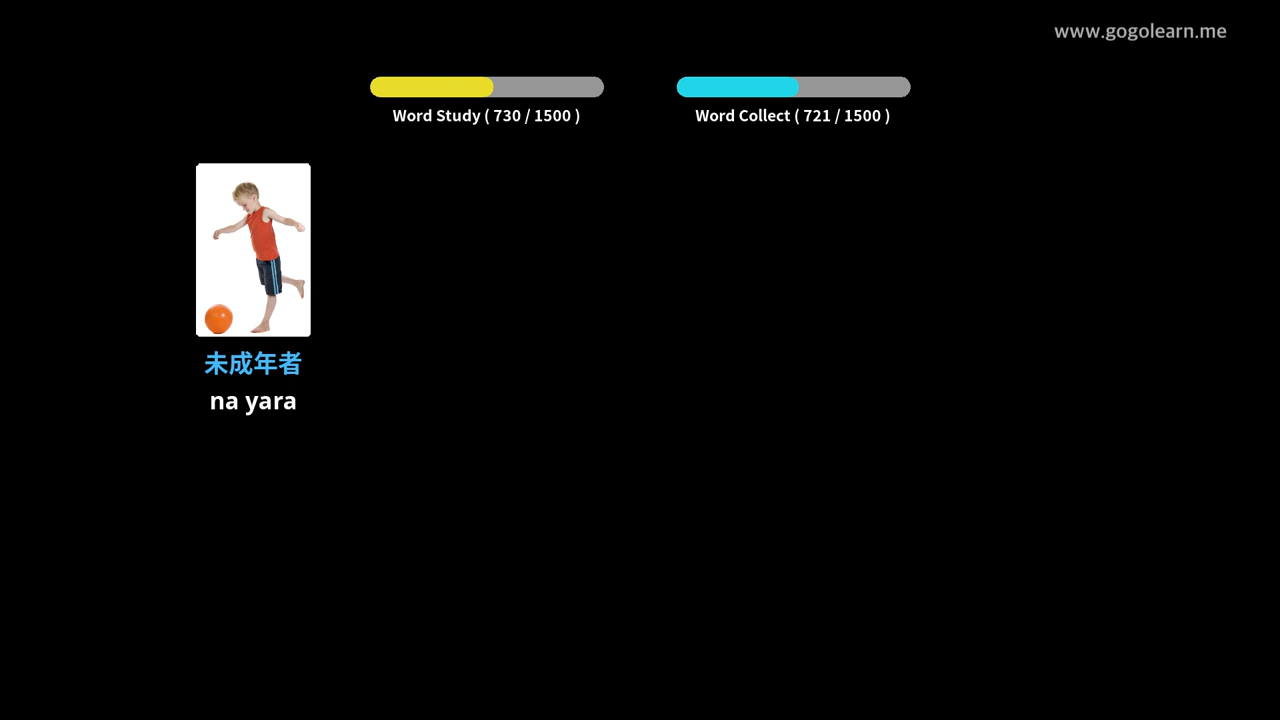 www.gogolearn.me
Word Study ( 730 / 1500 )
Word Collect ( 721 / 1500 )
未成年者
na yara